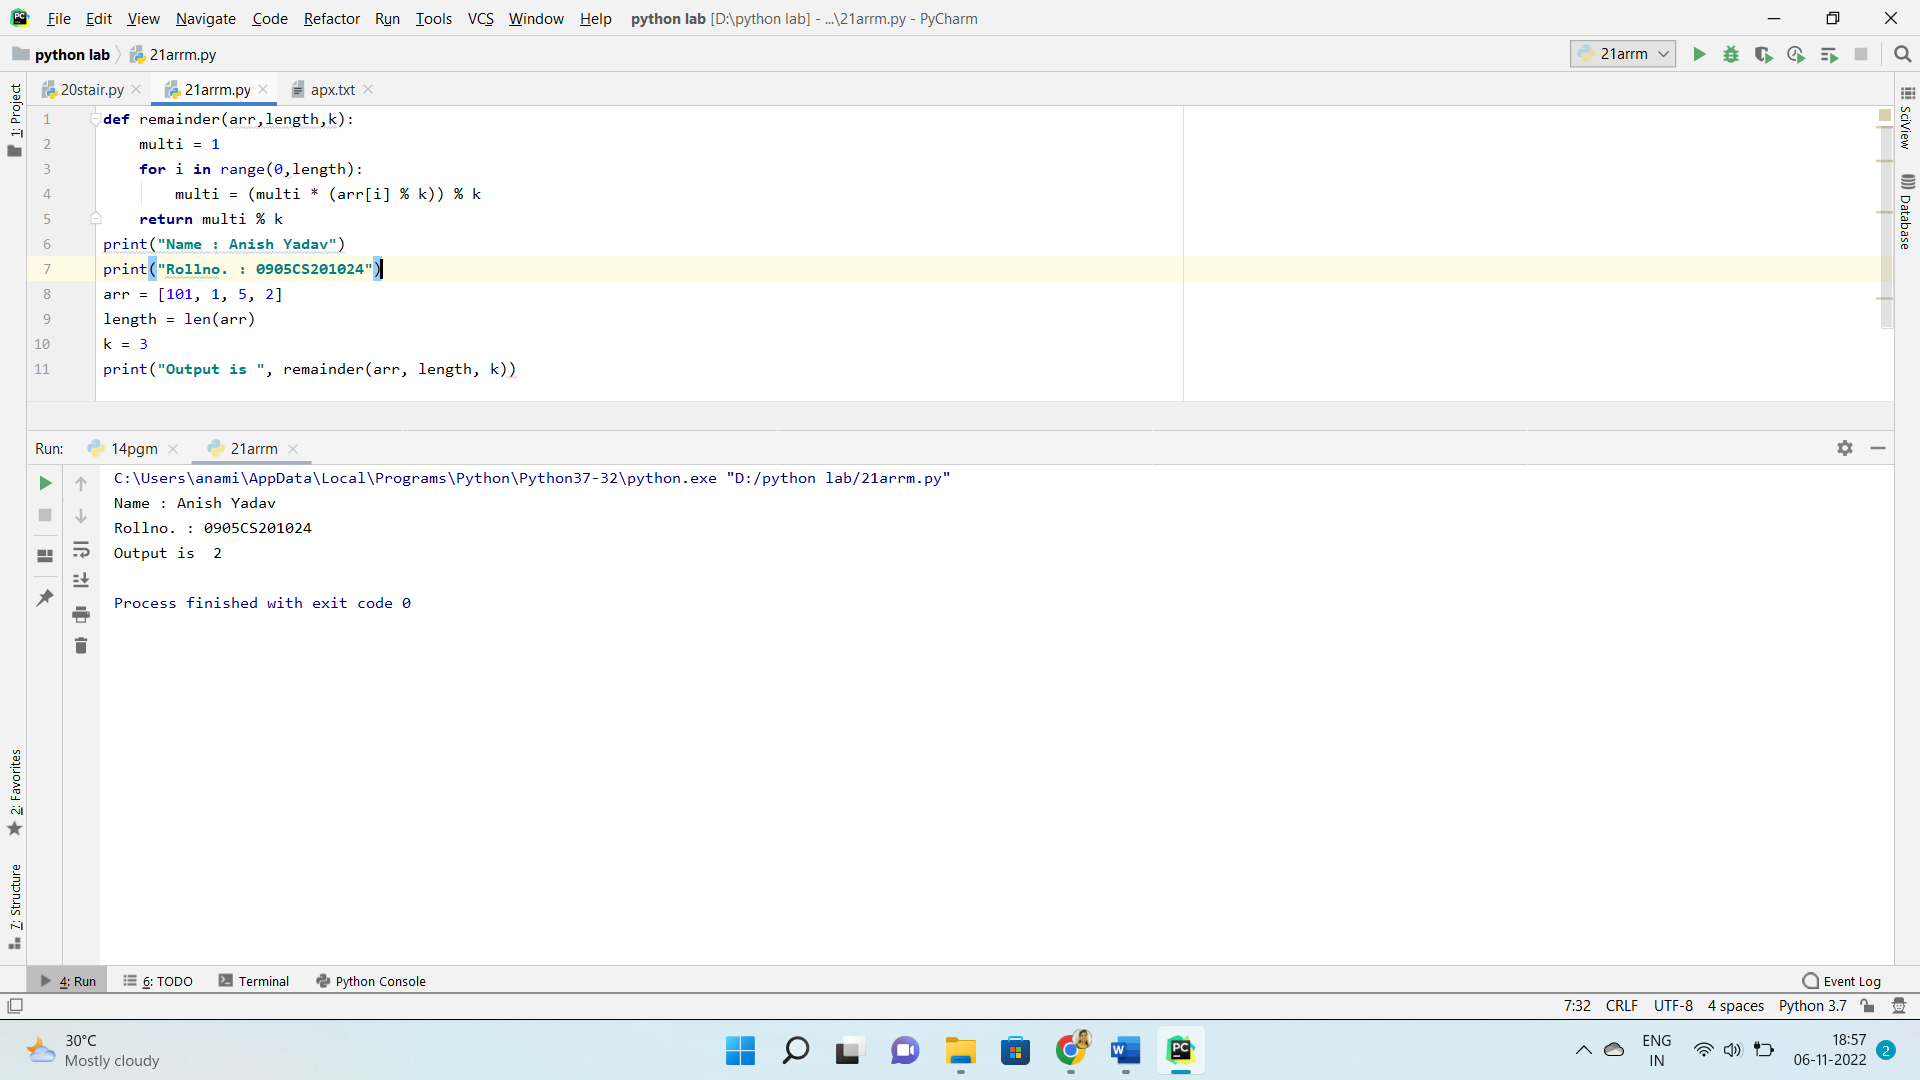 File Edit View Navigate Code Refactor Run Tools VCS Window Help python lab [D:\python lab] - ...\21arrm.py - PyCharm
python lab 21arrm.py 21arrm
20stair.py 21arrm.py apx.txt
1 def remainder(arr,length,k):
2 multi = 1
3 for i in range(0,length):
4 multi = (multi * (arr[i] % k)) % k
5 return multi % k
6 print("Name : Anish Yadav")
7 print("Rollno. : 0905CS201024")
8 arr = [101, 1, 5, 2]
9 length = len(arr)
10 k = 3
11 print("Output is ", remainder(arr, length, k))
1: Project
2: Favorites
7: Structure
SciView
Database
Run: 14pgm 21arrm
C:\Users\anami\AppData\Local\Programs\Python\Python37-32\python.exe "D:/python lab/21arrm.py"
Name : Anish Yadav
Rollno. : 0905CS201024
Output is  2
Process finished with exit code 0
4: Run 6: TODO Terminal Python Console Event Log
7:32 CRLF UTF-8 4 spaces Python 3.7
30°C
Mostly cloudy
PC
W
PC
ENG
IN
18:57
06-11-2022
2